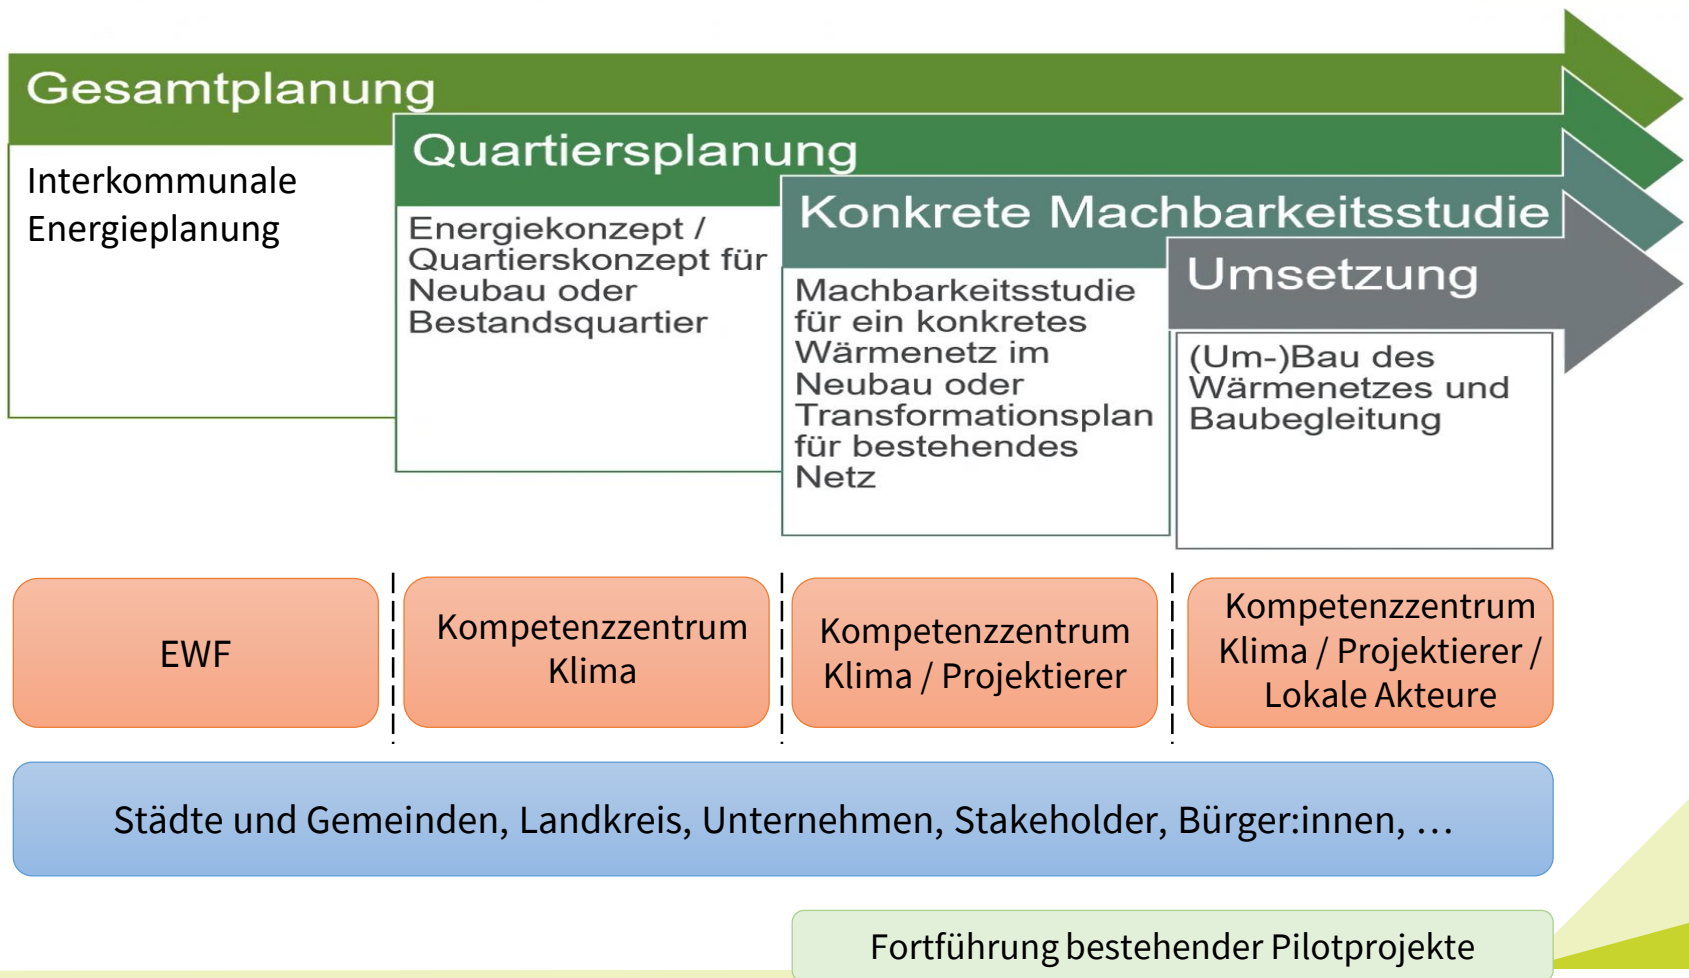 Gesamtplanung
Interkommunale
Energieplanung
Quartiersplanung
Energiekonzept /
Quartierskonzept für
Neubau oder
Bestandsquartier
Konkrete Machbarkeitsstudie
Machbarkeitsstudie
für ein konkretes
Wärmenetz im
Neubau oder
Transformationsplan
für bestehendes
Netz
Umsetzung
(Um-)Bau des
Wärmenetzes und
Baubegleitung
EWF
Kompetenzzentrum
Klima
Kompetenzzentrum
Klima / Projektierer
Kompetenzzentrum
Klima / Projektierer /
Lokale Akteure
Städte und Gemeinden, Landkreis, Unternehmen, Stakeholder, Bürger:innen, …
Fortführung bestehender Pilotprojekte